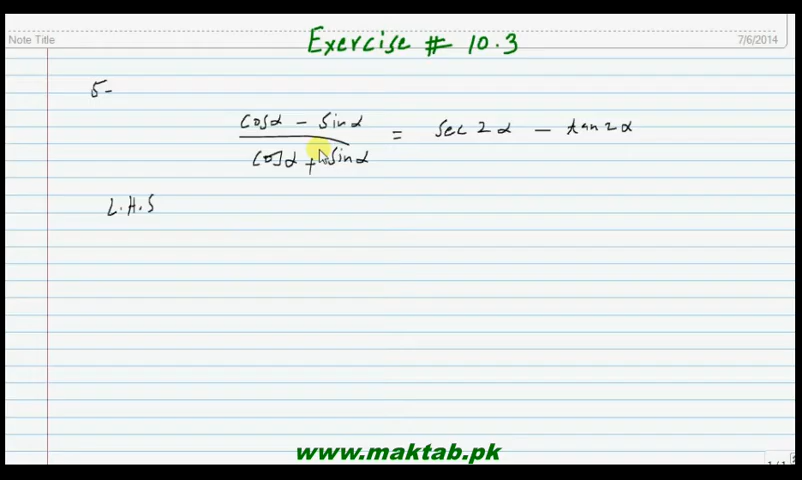 Note Title
7/6/2014
Exercise # 10.3
5-
cosα - sinα / cosα + sinα = sec 2α - tan 2α
L.H.S
www.maktab.pk